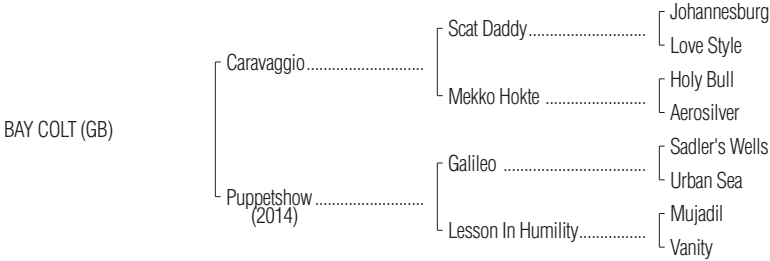 Johannesburg
Scat Daddy
Love Style
Caravaggio
Holy Bull
Mekko Hokte
Aerosilver
BAY COLT (GB)
Sadler's Wells
Galileo
Urban Sea
Puppetshow
(2014)
Mujadil
Lesson In Humility
Vanity